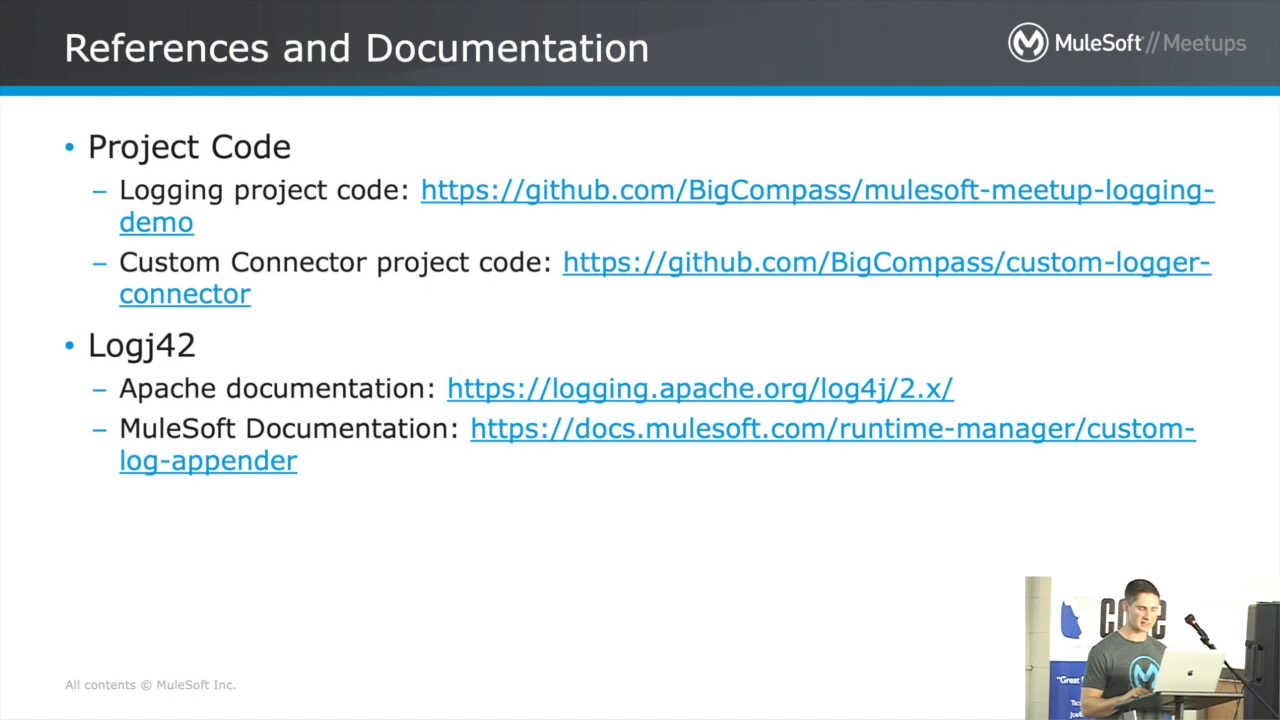 References and Documentation
MuleSoft // Meetups
• Project Code
– Logging project code: https://github.com/BigCompass/mulesoft-meetup-logging-
demo
– Custom Connector project code: https://github.com/BigCompass/custom-logger-
connector
• Logj42
– Apache documentation: https://logging.apache.org/log4j/2.x/
– MuleSoft Documentation: https://docs.mulesoft.com/runtime-manager/custom-
log-appender
"Great
All contents © MuleSoft Inc.